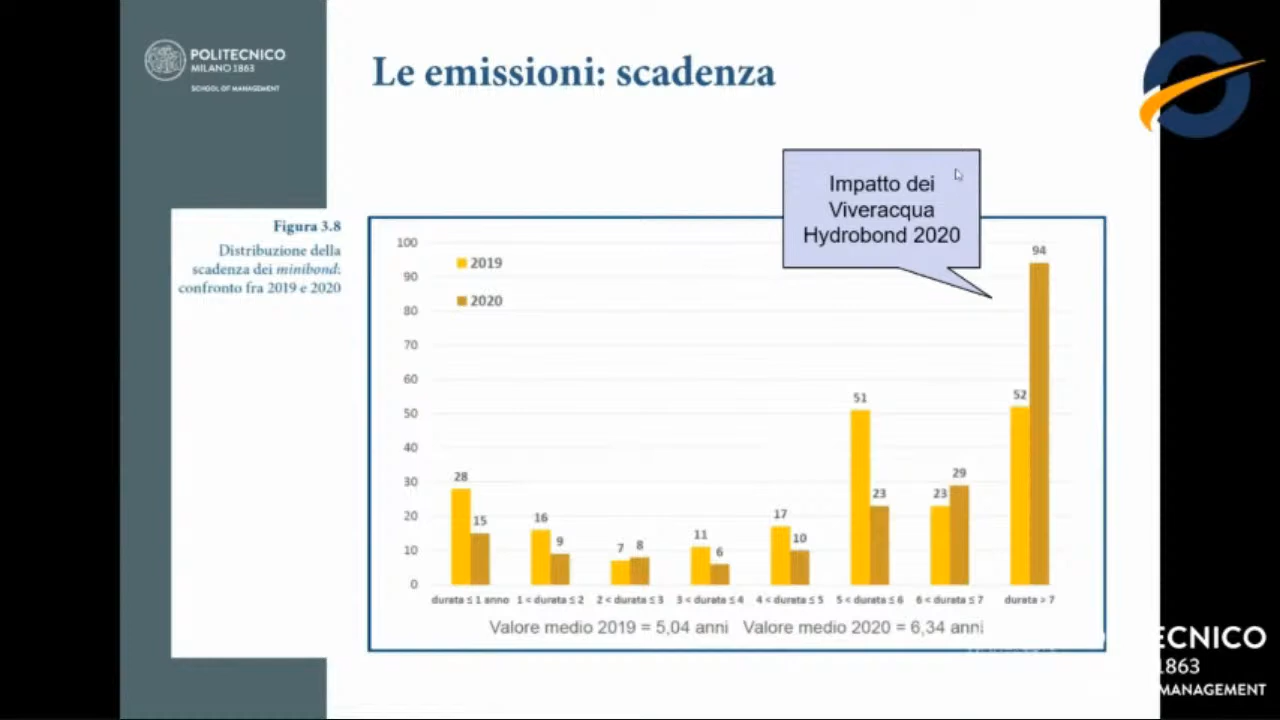 POLITECNICO
MILANO 1863
SCHOOL OF MANAGEMENT
Le emissioni: scadenza
Figura 3.8
Distribuzione della
scadenza dei minibond:
confronto fra 2019 e 2020
Impatto dei
Viveracqua
Hydrobond 2020
100
90
80
70
60
50
40
30
20
10
0
2019
2020
28
15
16
9
7
8
11
6
17
10
51
23
23
29
52
94
durata ≤ 1 anno
1 < durata ≤ 2
2 < durata ≤ 3
3 < durata ≤ 4
4 < durata ≤ 5
5 < durata ≤ 6
6 < durata ≤ 7
durata > 7
Valore medio 2019 = 5,04 anni Valore medio 2020 = 6,34 anni
ECNICO
1863
MANAGEMENT